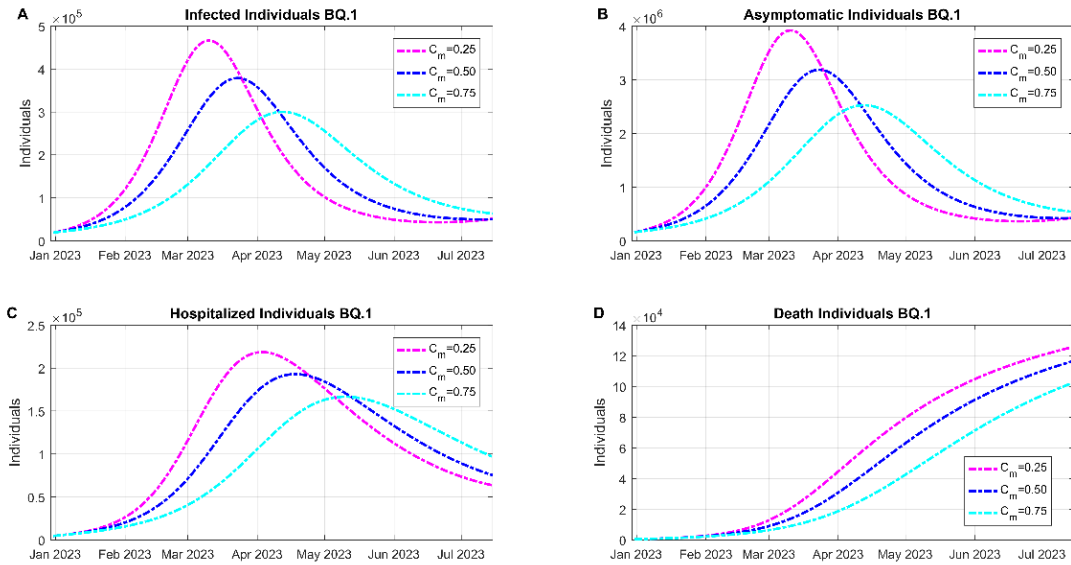 A
Infected Individuals BQ.1
× 10^5
5
4
3
2
1
0
Individuals
C_m=0.25
C_m=0.50
C_m=0.75
Jan 2023 Feb 2023 Mar 2023 Apr 2023 May 2023 Jun 2023 Jul 2023
B
Asymptomatic Individuals BQ.1
× 10^6
4
3
2
1
0
Individuals
C_m=0.25
C_m=0.50
C_m=0.75
Jan 2023 Feb 2023 Mar 2023 Apr 2023 May 2023 Jun 2023 Jul 2023
C
Hospitalized Individuals BQ.1
× 10^5
2.5
2
1.5
1
0.5
0
Individuals
C_m=0.25
C_m=0.50
C_m=0.75
Jan 2023 Feb 2023 Mar 2023 Apr 2023 May 2023 Jun 2023 Jul 2023
D
Death Individuals BQ.1
× 10^4
14
12
10
8
6
4
2
0
Individuals
C_m=0.25
C_m=0.50
C_m=0.75
Jan 2023 Feb 2023 Mar 2023 Apr 2023 May 2023 Jun 2023 Jul 2023